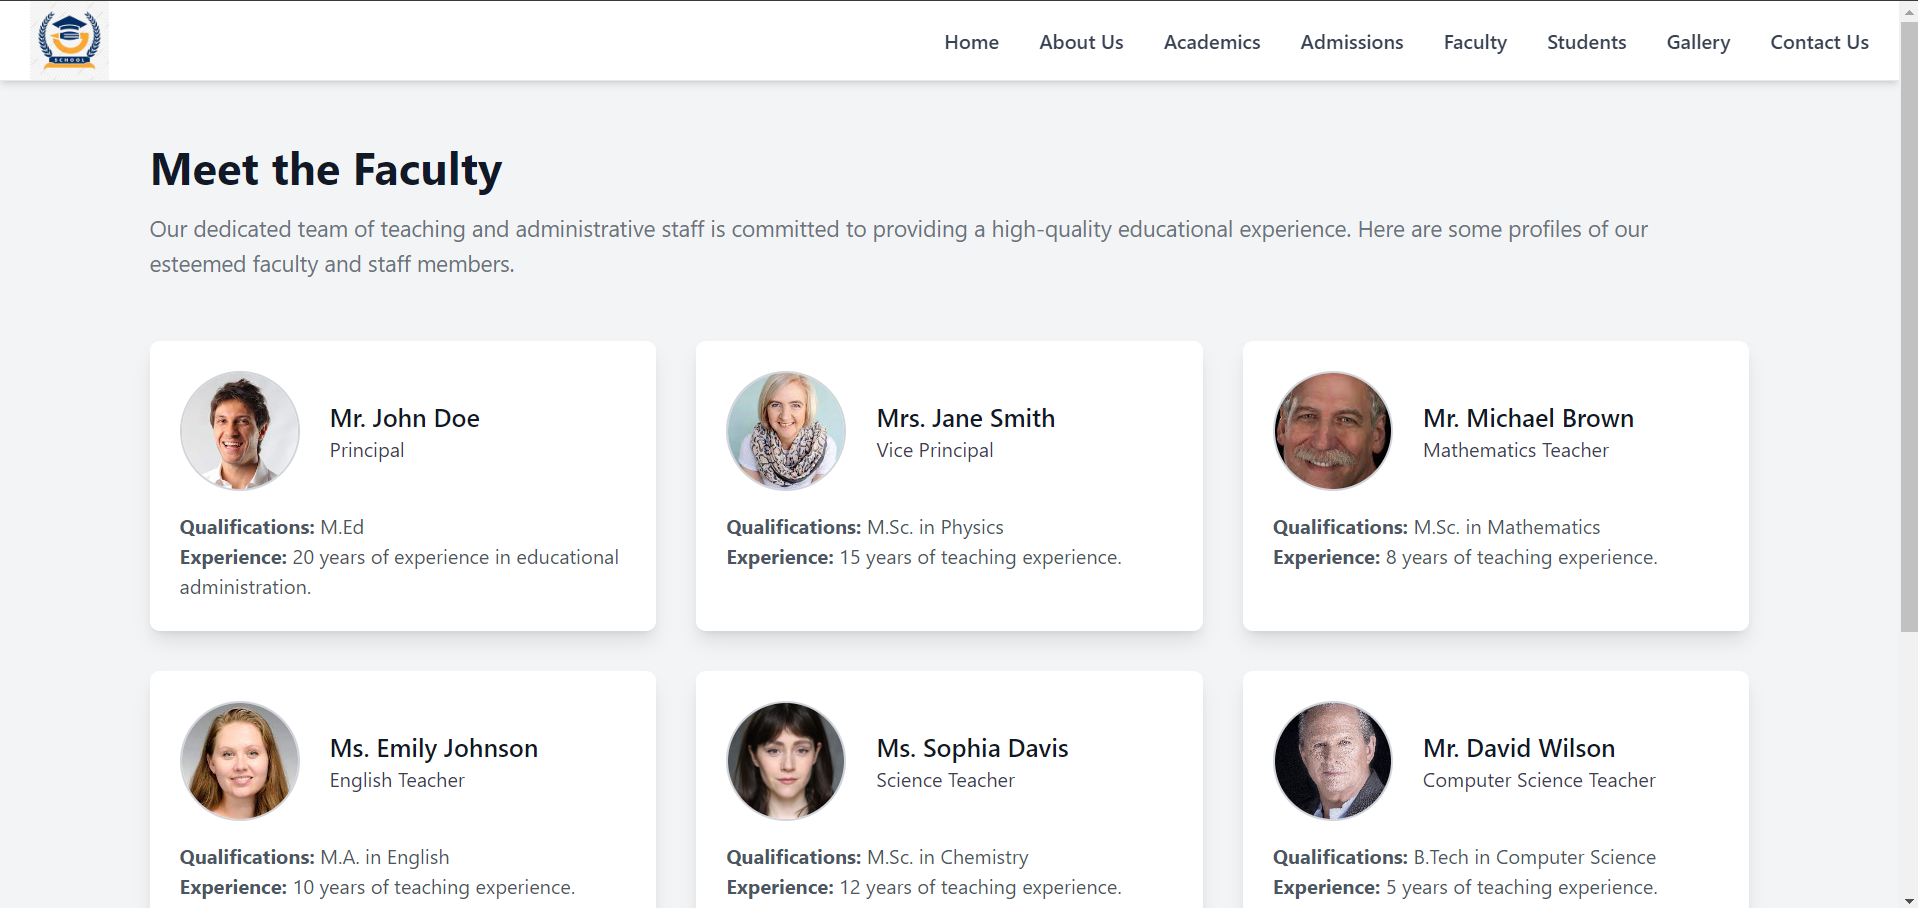 SCHOOL
Home About Us Academics Admissions Faculty Students Gallery Contact Us
Meet the Faculty
Our dedicated team of teaching and administrative staff is committed to providing a high-quality educational experience. Here are some profiles of our
esteemed faculty and staff members.
Mr. John Doe
Principal
Qualifications: M.Ed
Experience: 20 years of experience in educational
administration.
Mrs. Jane Smith
Vice Principal
Qualifications: M.Sc. in Physics
Experience: 15 years of teaching experience.
Mr. Michael Brown
Mathematics Teacher
Qualifications: M.Sc. in Mathematics
Experience: 8 years of teaching experience.
Ms. Emily Johnson
English Teacher
Qualifications: M.A. in English
Experience: 10 years of teaching experience.
Ms. Sophia Davis
Science Teacher
Qualifications: M.Sc. in Chemistry
Experience: 12 years of teaching experience.
Mr. David Wilson
Computer Science Teacher
Qualifications: B.Tech in Computer Science
Experience: 5 years of teaching experience.